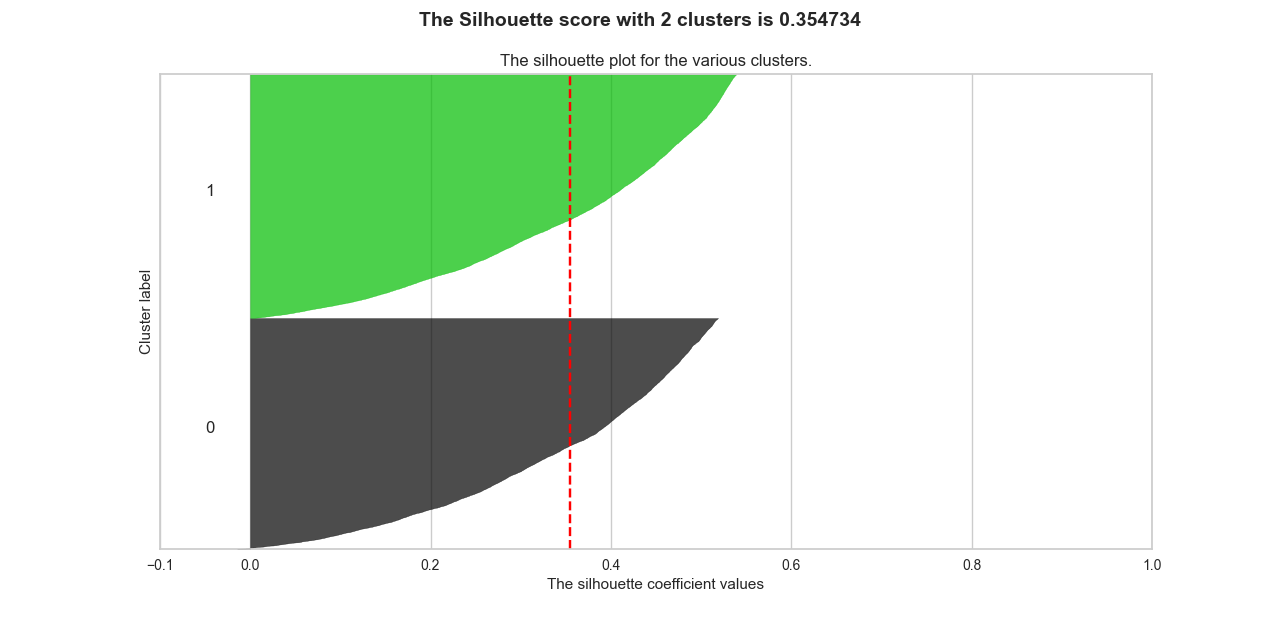 The Silhouette score with 2 clusters is 0.354734
The silhouette plot for the various clusters.
1
0
Cluster label
−0.1 0.0 0.2 0.4 0.6 0.8 1.0
The silhouette coefficient values